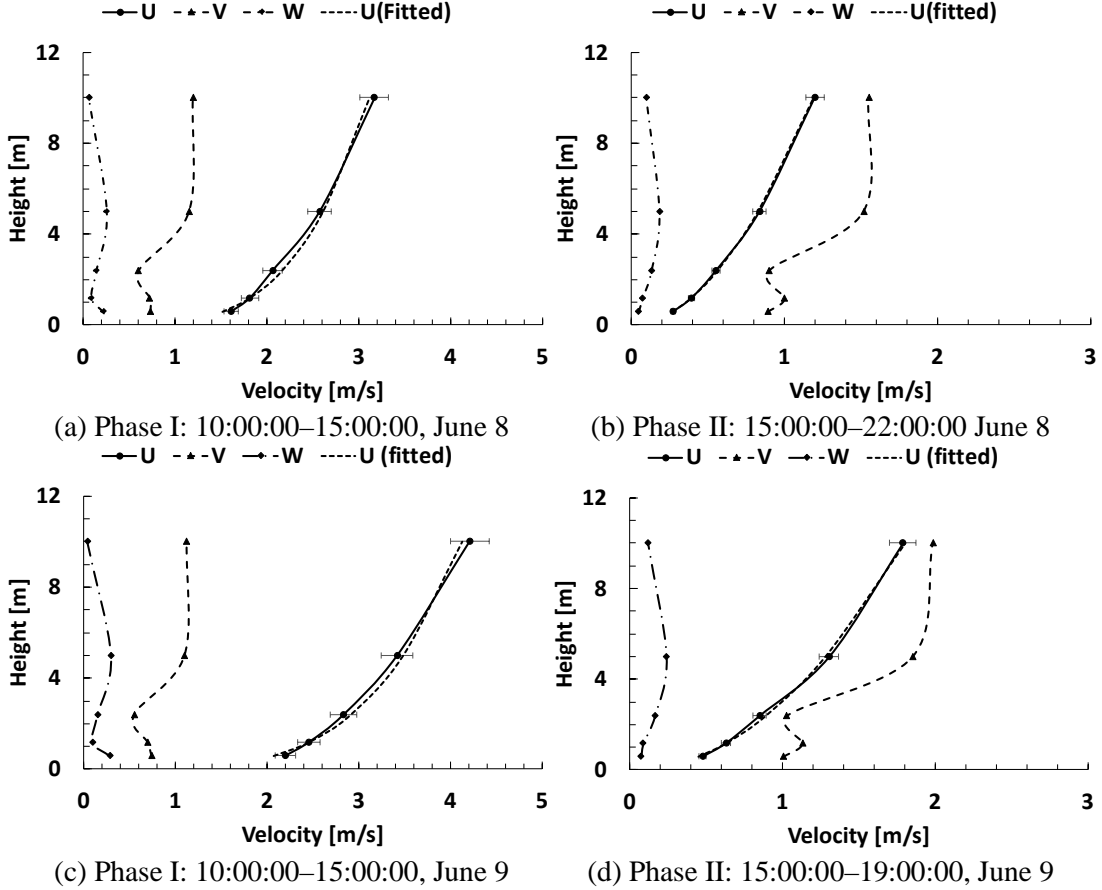 U V W U(Fitted)
U V W U(fitted)
12
8
4
0
Height [m]
0 1 2 3 4 5
Velocity [m/s]
12
8
4
0
Height [m]
0 1 2 3
Velocity [m/s]
(a) Phase I: 10:00:00–15:00:00, June 8
(b) Phase II: 15:00:00–22:00:00 June 8
U V W U (fitted)
U V W U (fitted)
12
8
4
0
Height [m]
0 1 2 3 4 5
Velocity [m/s]
12
8
4
0
Height [m]
0 1 2 3
Velocity [m/s]
(c) Phase I: 10:00:00–15:00:00, June 9
(d) Phase II: 15:00:00–19:00:00, June 9